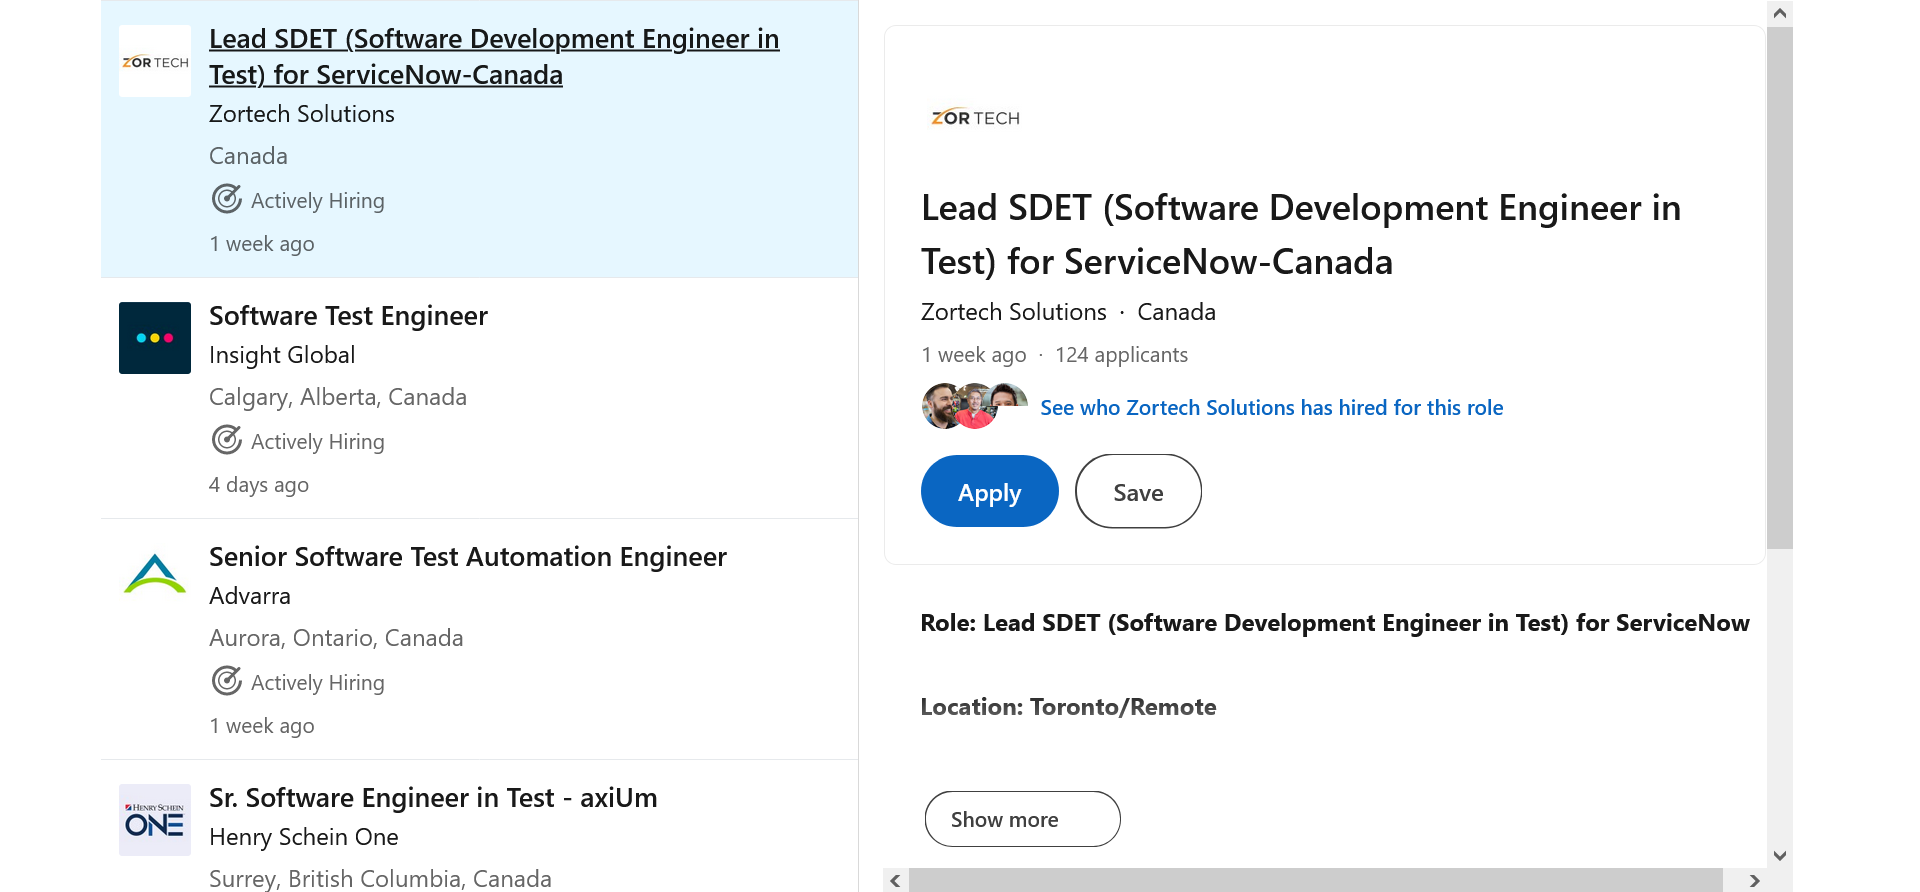 ZOR TECH
Lead SDET (Software Development Engineer in
Test) for ServiceNow-Canada
Zortech Solutions
Canada
Actively Hiring
1 week ago
Software Test Engineer
Insight Global
Calgary, Alberta, Canada
Actively Hiring
4 days ago
Senior Software Test Automation Engineer
Advarra
Aurora, Ontario, Canada
Actively Hiring
1 week ago
HENRY SCHEIN
ONE
Sr. Software Engineer in Test - axiUm
Henry Schein One
Surrey, British Columbia, Canada
ZOR TECH
Lead SDET (Software Development Engineer in
Test) for ServiceNow-Canada
Zortech Solutions · Canada
1 week ago · 124 applicants
See who Zortech Solutions has hired for this role
Apply
Save
Role: Lead SDET (Software Development Engineer in Test) for ServiceNow
Location: Toronto/Remote
Show more